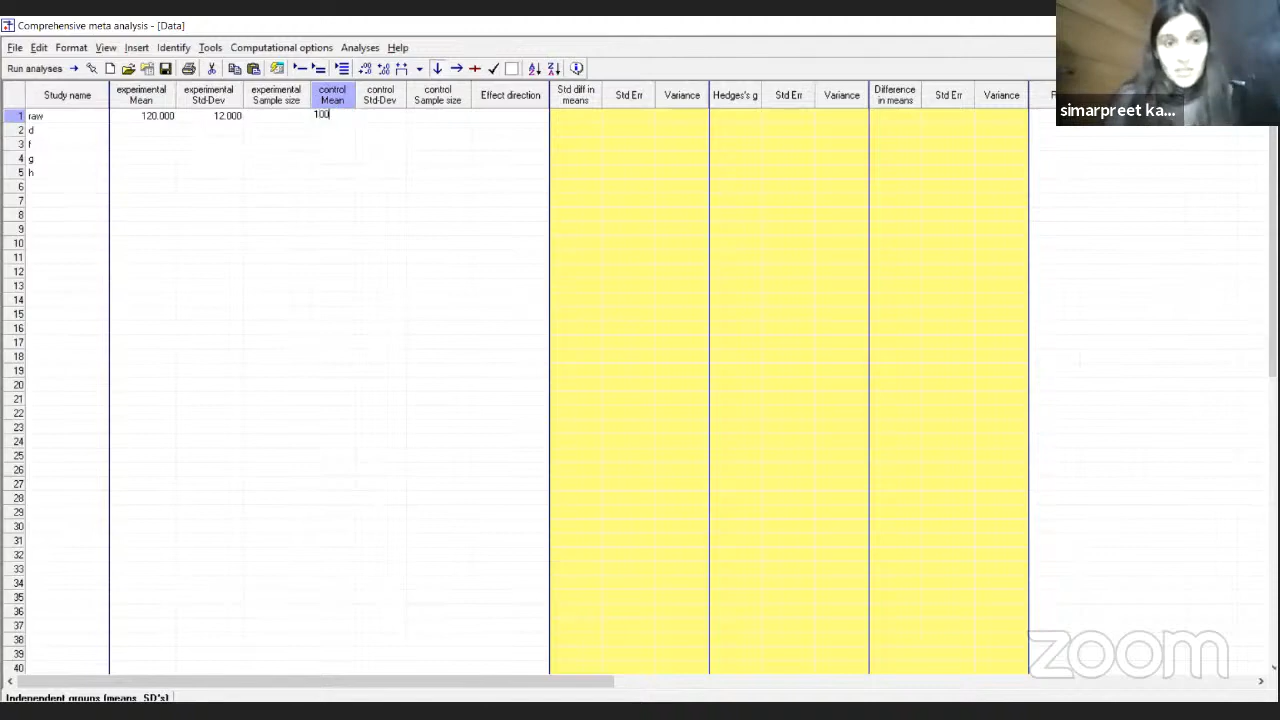 Comprehensive meta analysis - [Data]
File Edit Format View Insert Identify Tools Computational options Analyses Help
Run analyses
simarpreet ka...
Study name
experimental Mean
experimental Std-Dev
experimental Sample size
control Mean
control Std-Dev
control Sample size
Effect direction
Std diff in means
Std Err
Variance
Hedges's g
Std Err
Variance
Difference in means
Std Err
Variance
1 raw 120.000 12.000 100
2 d
3 f
4 g
5 h
6
7
8
9
10
11
12
13
14
15
16
17
18
19
20
21
22
23
24
25
26
27
28
29
30
31
32
33
34
35
36
37
38
39
40
zoom
Independent groups (means, SD's)